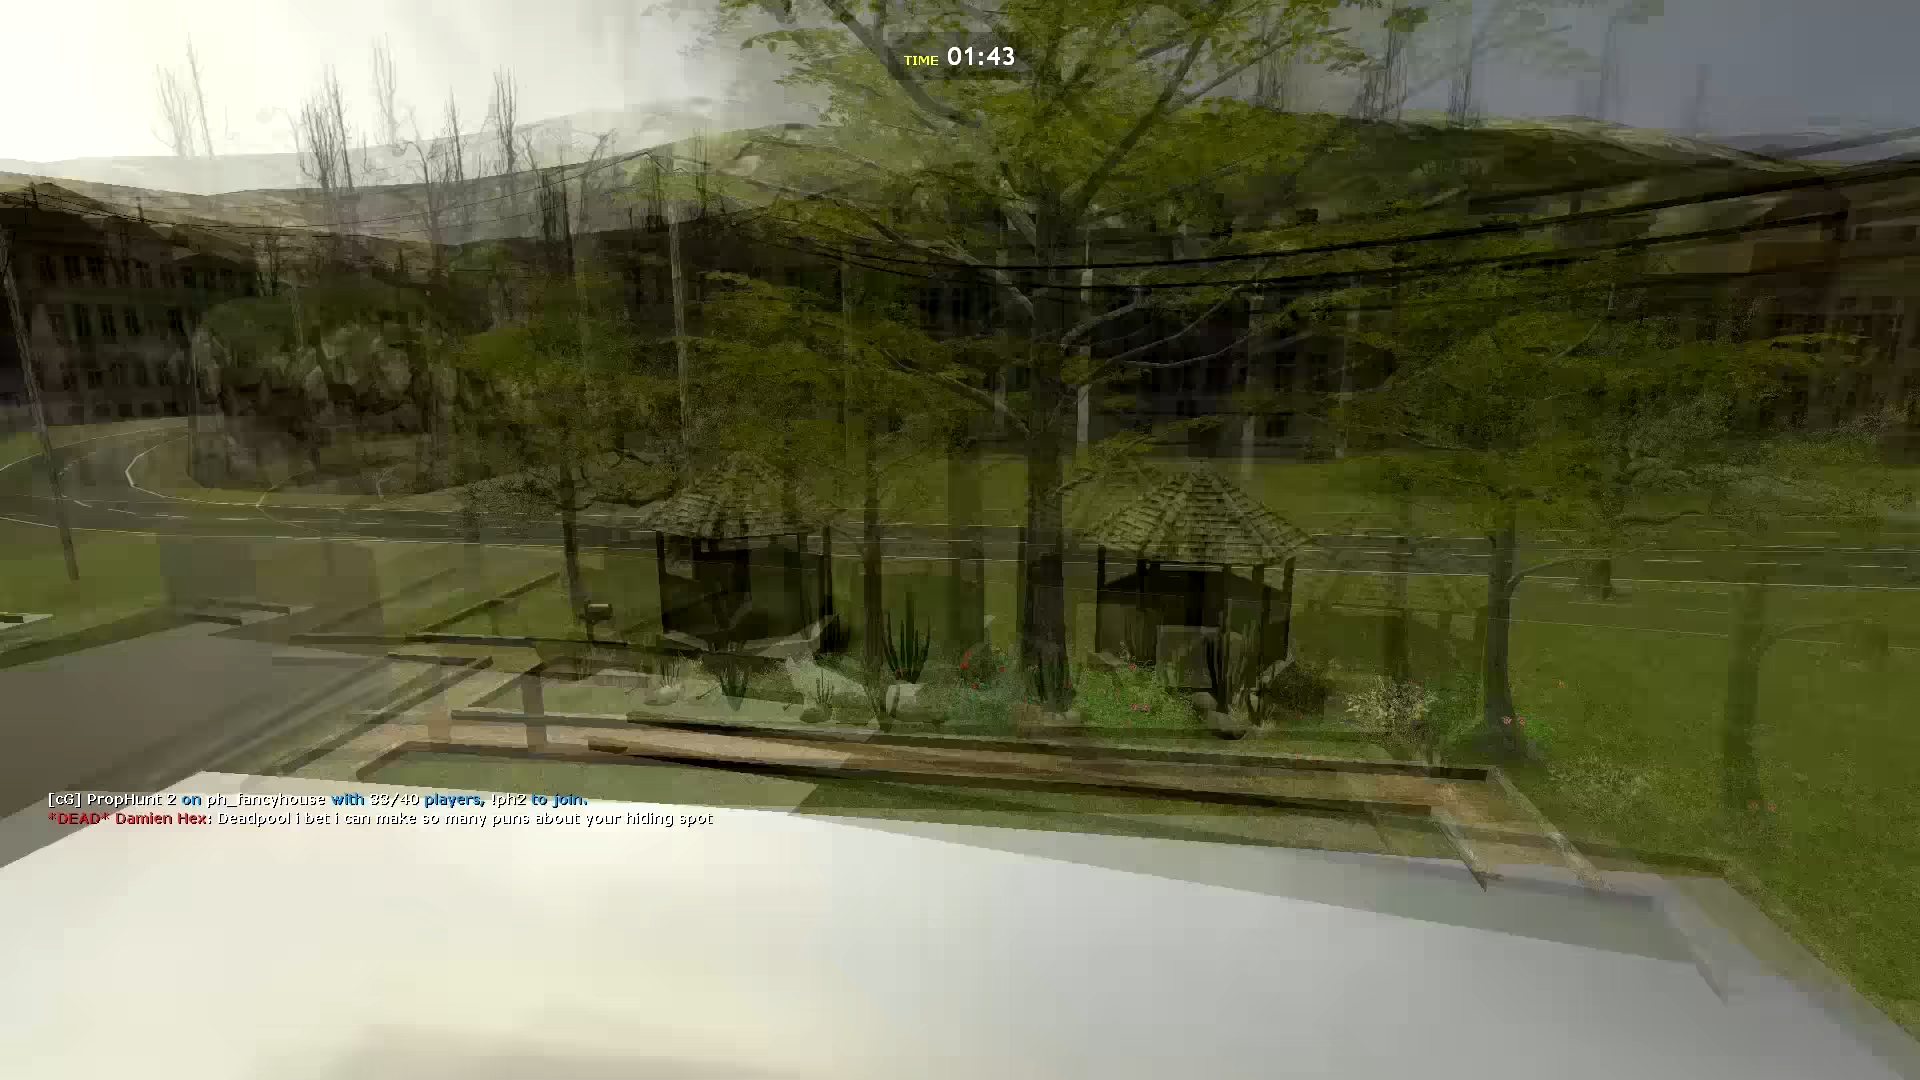 TIME 01:43
[cG] PropHunt 2 on ph_fancyhouse with 33/40 players, !ph2 to join.
*DEAD* Damien Hex: Deadpool i bet i can make so many puns about your hiding spot